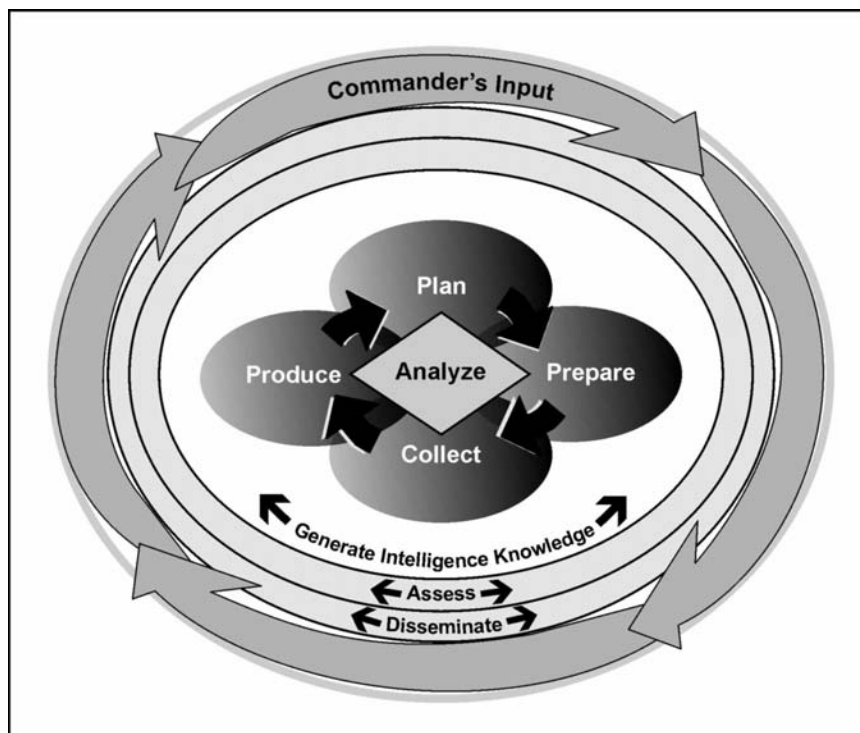 Commander's Input
Plan
Produce
Analyze
Prepare
Collect
Generate Intelligence Knowledge
Assess
Disseminate